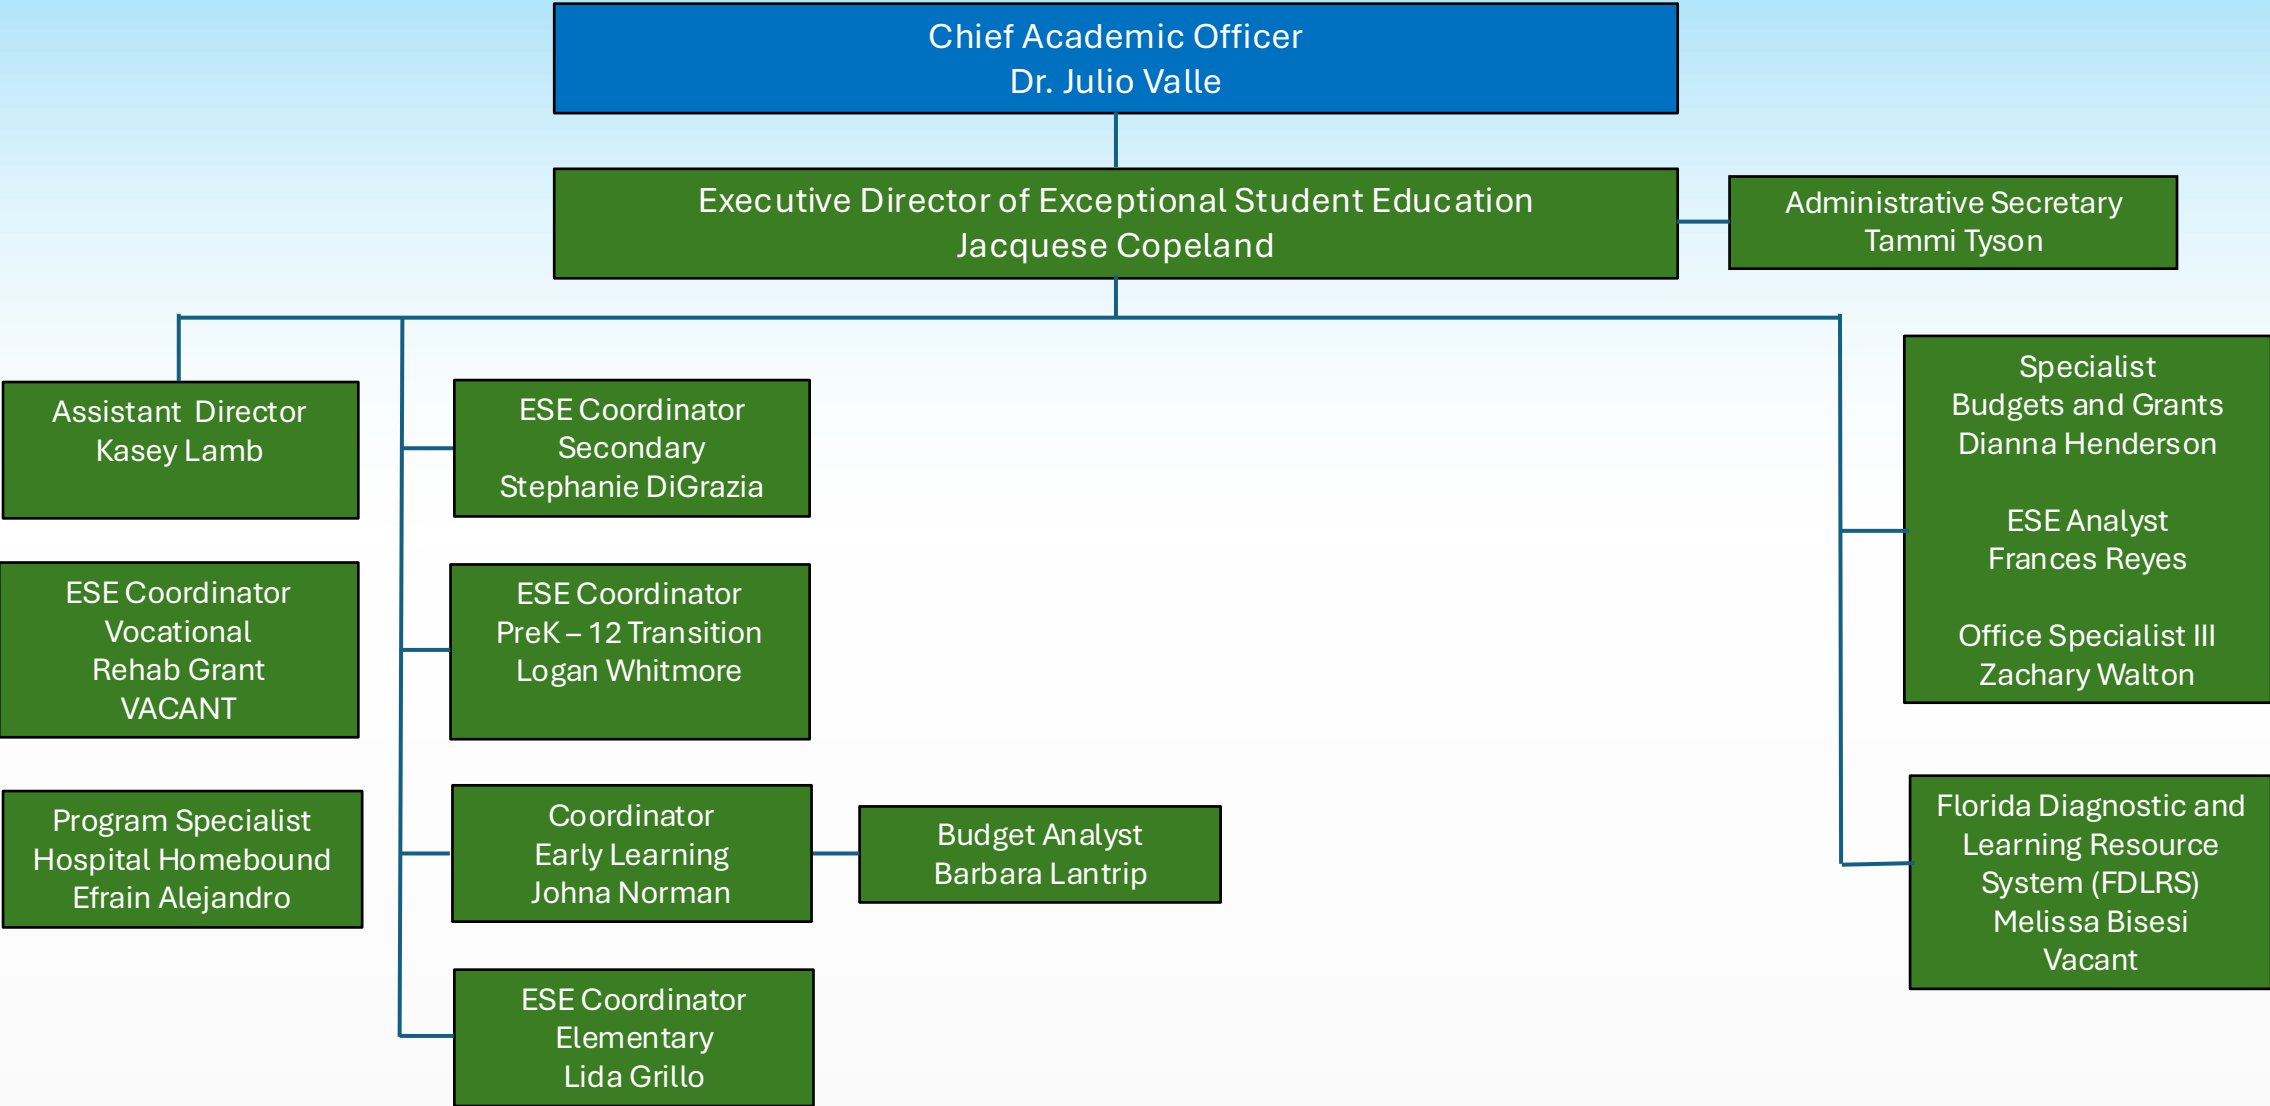 Chief Academic Officer
Dr. Julio Valle
Executive Director of Exceptional Student Education
Jacquese Copeland
Administrative Secretary
Tammi Tyson
Assistant Director
Kasey Lamb
ESE Coordinator
Secondary
Stephanie DiGrazia
Specialist
Budgets and Grants
Dianna Henderson
ESE Analyst
Frances Reyes
Office Specialist III
Zachary Walton
ESE Coordinator
Vocational
Rehab Grant
VACANT
ESE Coordinator
PreK – 12 Transition
Logan Whitmore
Program Specialist
Hospital Homebound
Efrain Alejandro
Coordinator
Early Learning
Johna Norman
Budget Analyst
Barbara Lantrip
Florida Diagnostic and
Learning Resource
System (FDLRS)
Melissa Bisesi
Vacant
ESE Coordinator
Elementary
Lida Grillo